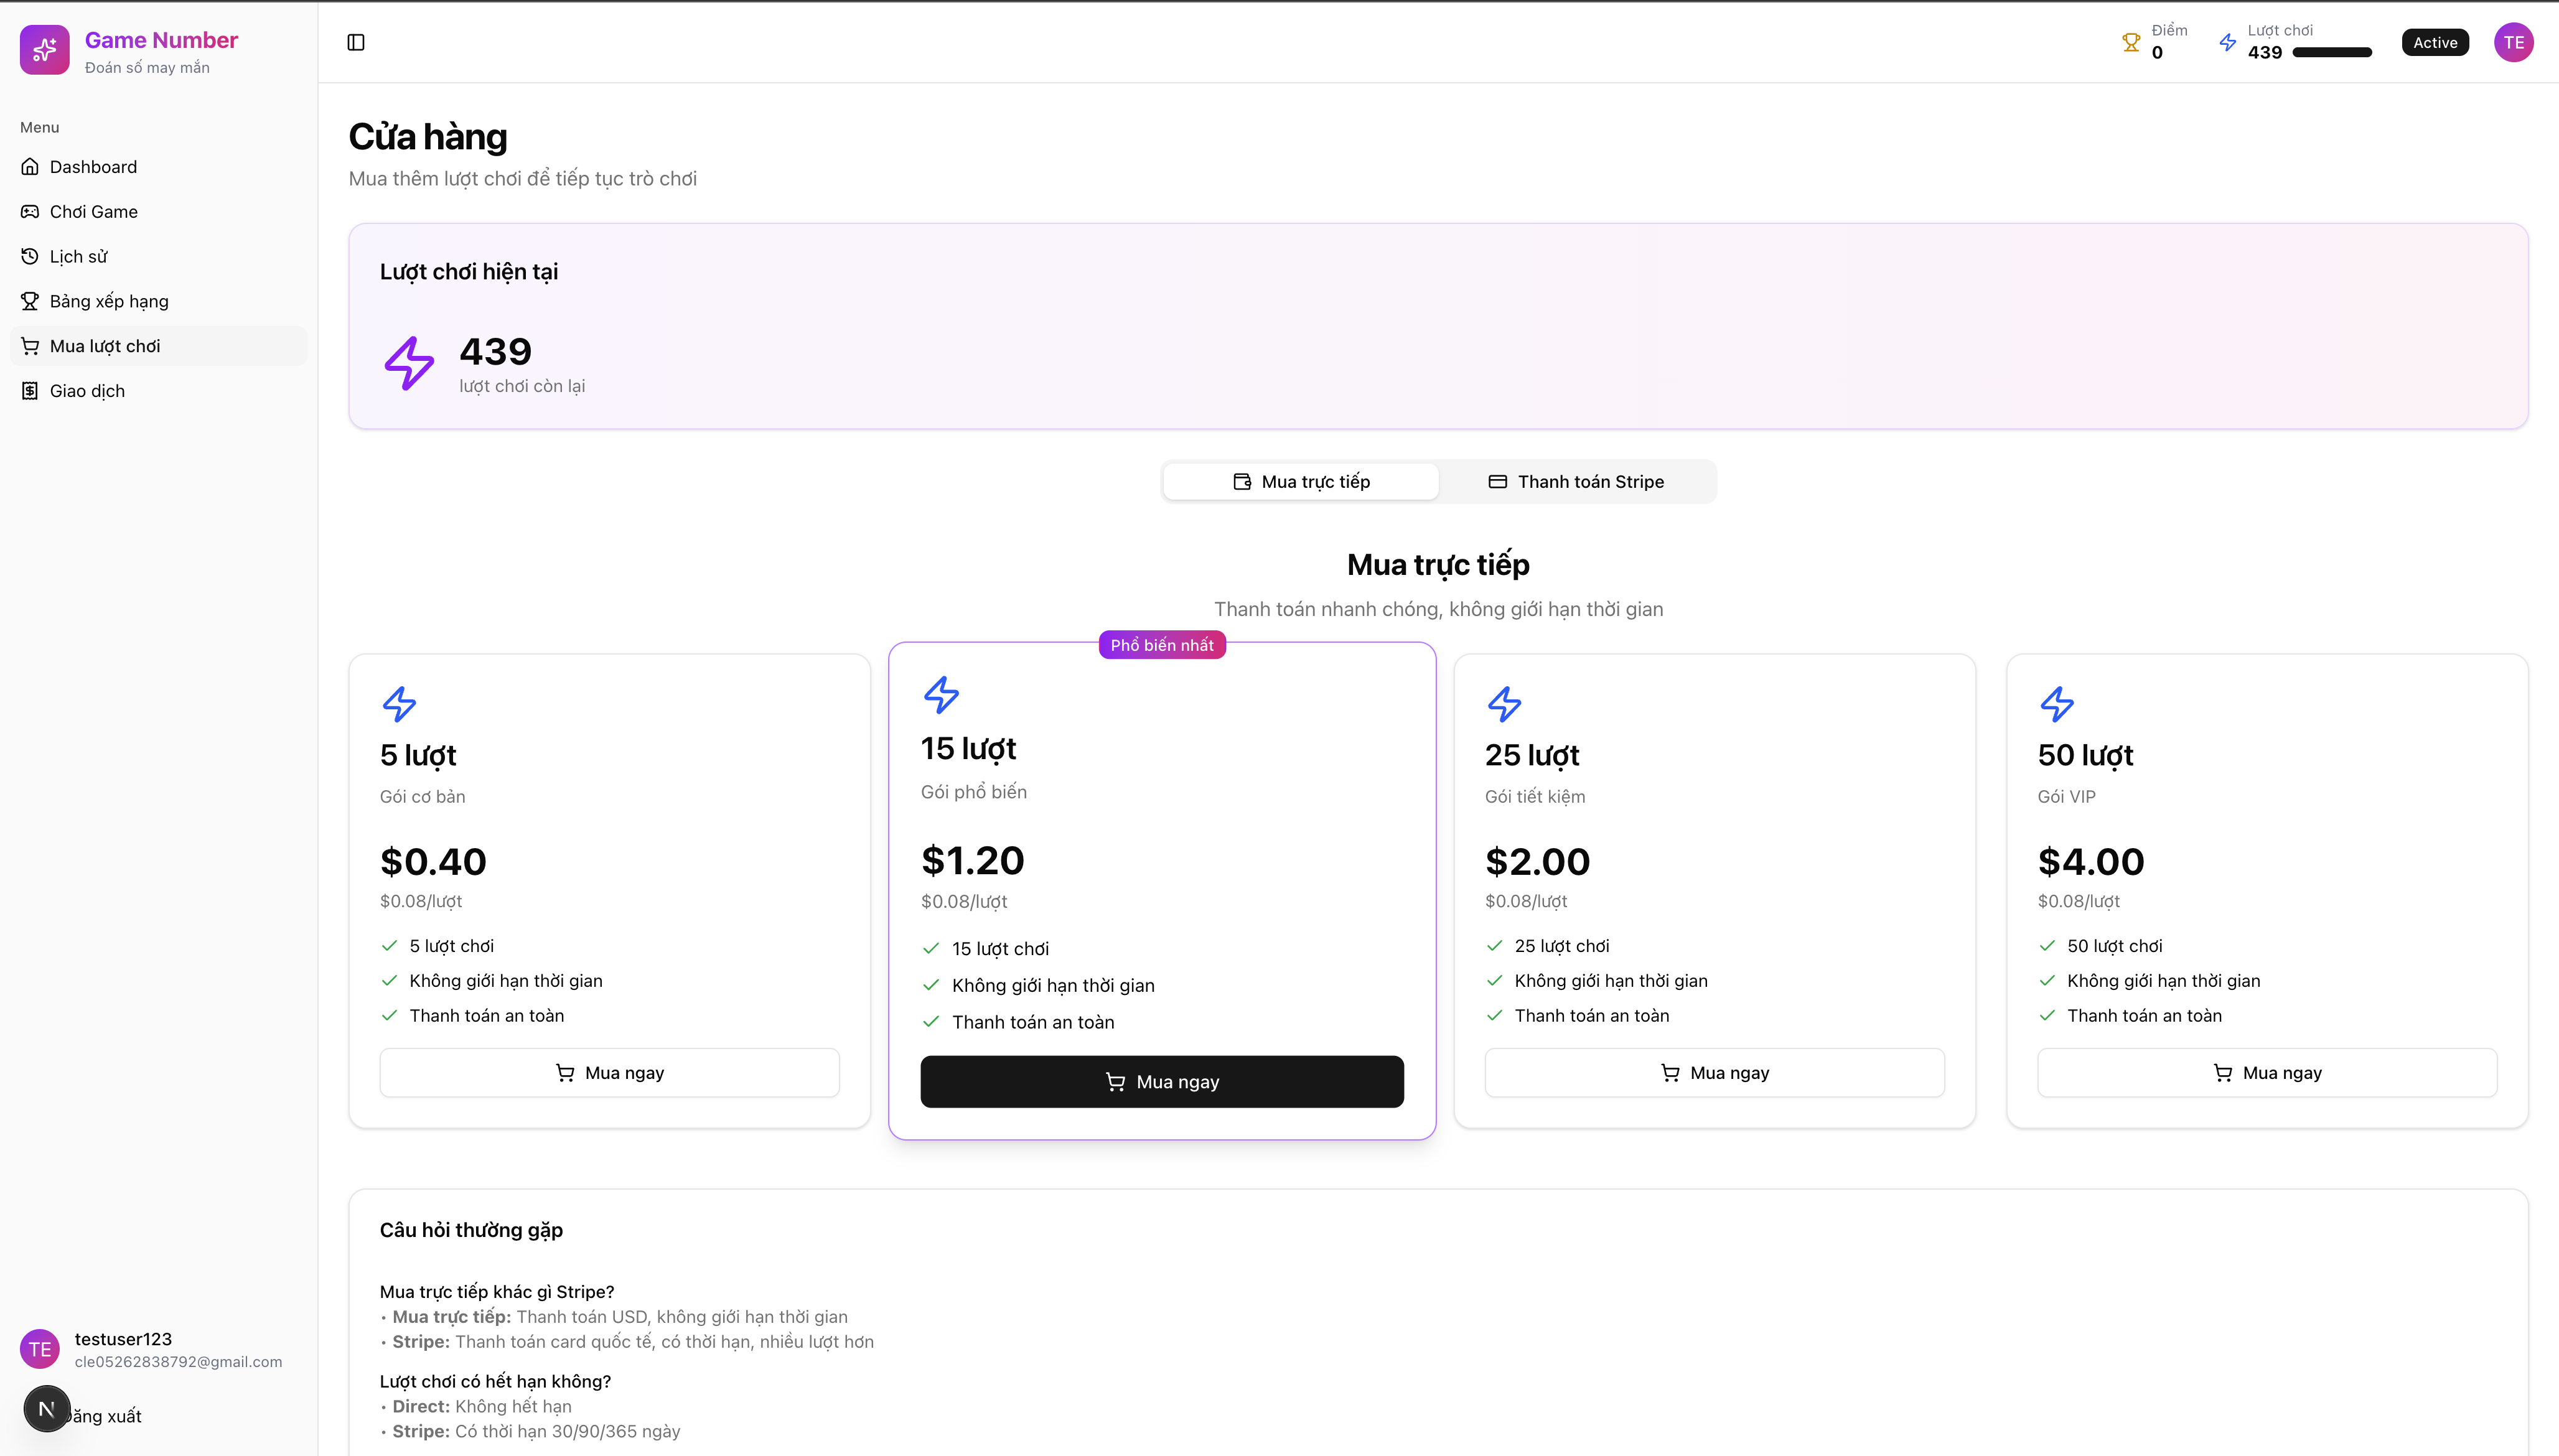 Game Number
Đoán số may mắn
Menu
Dashboard
Chơi Game
Lịch sử
Bảng xếp hạng
Mua lượt chơi
Giao dịch
TE
testuser123
cle05262838792@gmail.com
N
Đăng xuất
Điểm
0
Lượt chơi
439
Active
TE
Cửa hàng
Mua thêm lượt chơi để tiếp tục trò chơi
Lượt chơi hiện tại
439
lượt chơi còn lại
Mua trực tiếp
Thanh toán Stripe
Mua trực tiếp
Thanh toán nhanh chóng, không giới hạn thời gian
5 lượt
Gói cơ bản
$0.40
$0.08/lượt
5 lượt chơi
Không giới hạn thời gian
Thanh toán an toàn
Mua ngay
Phổ biến nhất
15 lượt
Gói phổ biến
$1.20
$0.08/lượt
15 lượt chơi
Không giới hạn thời gian
Thanh toán an toàn
Mua ngay
25 lượt
Gói tiết kiệm
$2.00
$0.08/lượt
25 lượt chơi
Không giới hạn thời gian
Thanh toán an toàn
Mua ngay
50 lượt
Gói VIP
$4.00
$0.08/lượt
50 lượt chơi
Không giới hạn thời gian
Thanh toán an toàn
Mua ngay
Câu hỏi thường gặp
Mua trực tiếp khác gì Stripe?
• Mua trực tiếp: Thanh toán USD, không giới hạn thời gian
• Stripe: Thanh toán card quốc tế, có thời hạn, nhiều lượt hơn
Lượt chơi có hết hạn không?
• Direct: Không hết hạn
• Stripe: Có thời hạn 30/90/365 ngày